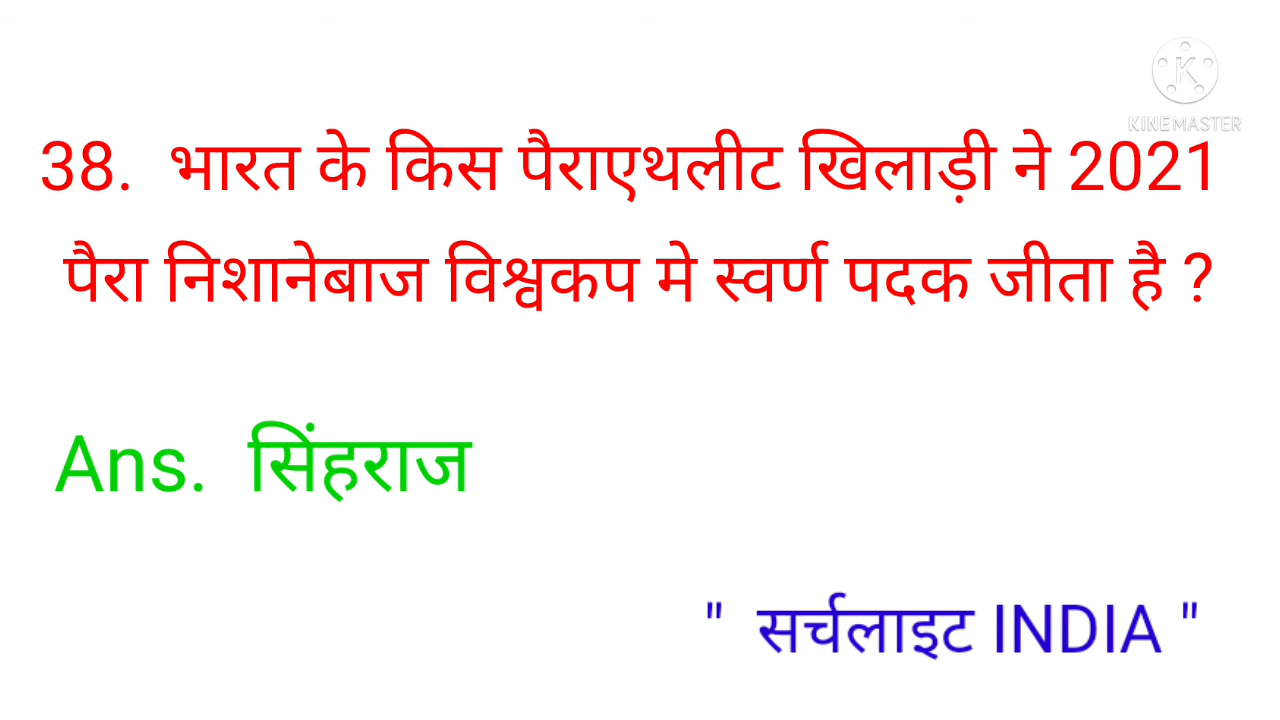 K
KINEMASTER
38. भारत के किस पैराएथलीट खिलाड़ी ने 2021
पैरा निशानेबाज विश्वकप मे स्वर्ण पदक जीता है ?
Ans. सिंहराज
" सर्चलाइट INDIA "